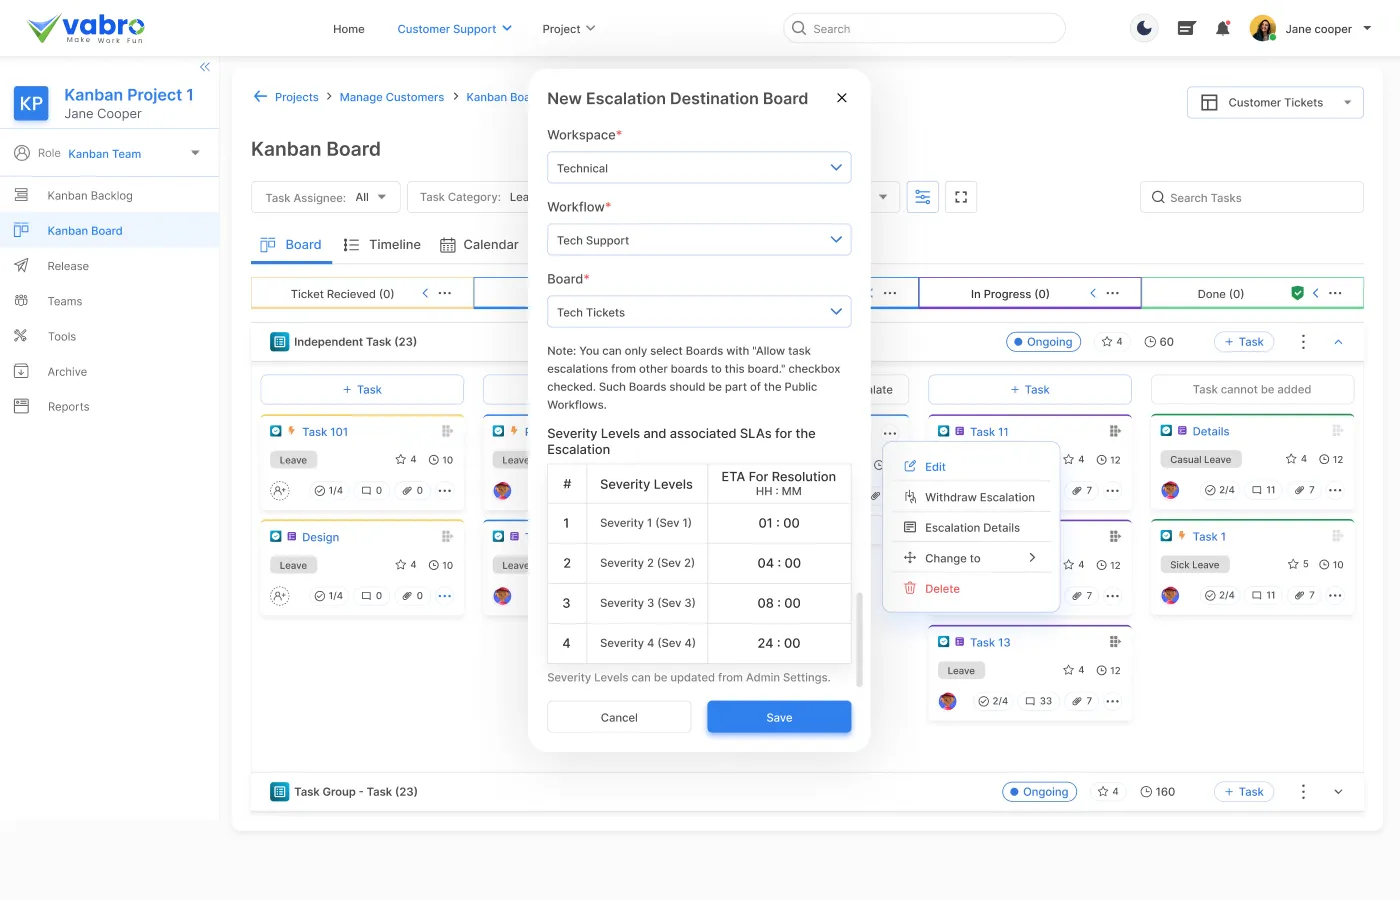 vabro
Make Work Fun
Home
Customer Support
Project
Search
Jane cooper
KP
Kanban Project 1
Jane Cooper
Role Kanban Team
Kanban Backlog
Kanban Board
Release
Teams
Tools
Archive
Reports
Projects > Manage Customers > Kanban Boa
Customer Tickets
Kanban Board
Task Assignee: All
Task Category: Lea
Search Tasks
Board
Timeline
Calendar
Ticket Recieved (0)
In Progress (0)
Done (0)
Independent Task (23)
Ongoing
4
60
+ Task
+ Task
late
+ Task
Task cannot be added
Task 101
Leave
4
10
1/4
0
0
Design
Leave
4
10
1/4
0
0
Leave
Leave
New Escalation Destination Board
Workspace*
Technical
Workflow*
Tech Support
Board*
Tech Tickets
Note: You can only select Boards with "Allow task
escalations from other boards to this board." checkbox
checked. Such Boards should be part of the Public
Workflows.
Severity Levels and associated SLAs for the
Escalation
# Severity Levels ETA For Resolution
HH : MM
1 Severity 1 (Sev 1) 01 : 00
2 Severity 2 (Sev 2) 04 : 00
3 Severity 3 (Sev 3) 08 : 00
4 Severity 4 (Sev 4) 24 : 00
Severity Levels can be updated from Admin Settings.
Cancel
Save
Edit
Withdraw Escalation
Escalation Details
Change to
Delete
Task 11
4
12
7
4
12
7
Task 13
Leave
4
12
2/4
33
7
Details
Casual Leave
4
12
2/4
11
7
Task 1
Sick Leave
5
10
2/4
11
7
Task Group - Task (23)
Ongoing
4
160
+ Task